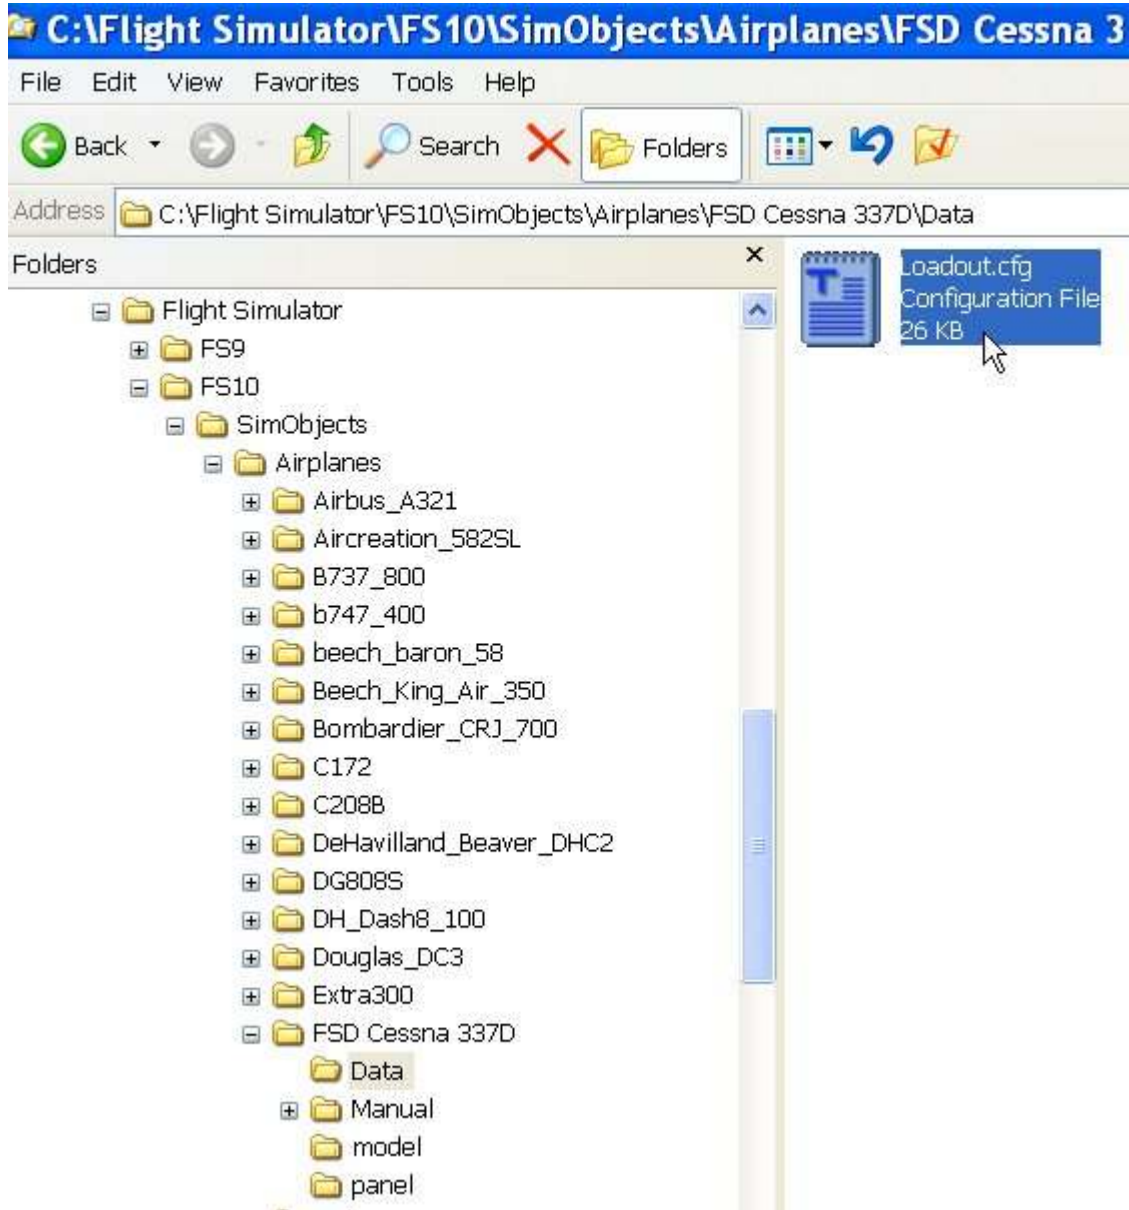 C:\Flight Simulator\FS10\SimObjects\Airplanes\FSD Cessna 3
File Edit View Favorites Tools Help
Back Search Folders
Address C:\Flight Simulator\FS10\SimObjects\Airplanes\FSD Cessna 337D\Data
Folders
Flight Simulator
FS9
FS10
SimObjects
Airplanes
Airbus_A321
Aircreation_582SL
B737_800
b747_400
beech_baron_58
Beech_King_Air_350
Bombardier_CRJ_700
C172
C208B
DeHavilland_Beaver_DHC2
DG808S
DH_Dash8_100
Douglas_DC3
Extra300
FSD Cessna 337D
Data
Manual
model
panel
Loadout.cfg
Configuration File
26 KB